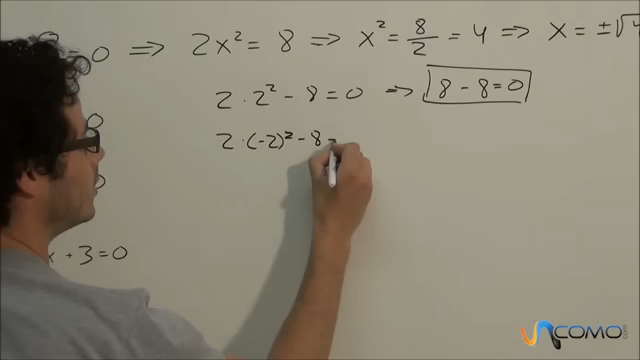 = 0 ⇒ 2x² = 8 ⇒ x² = 8/2 = 4 ⇒ x = ±√4
2 · 2² - 8 = 0 ⇒ 8 - 8 = 0
2 · (-2)² - 8 =
x + 3 = 0
UNCOMO.com